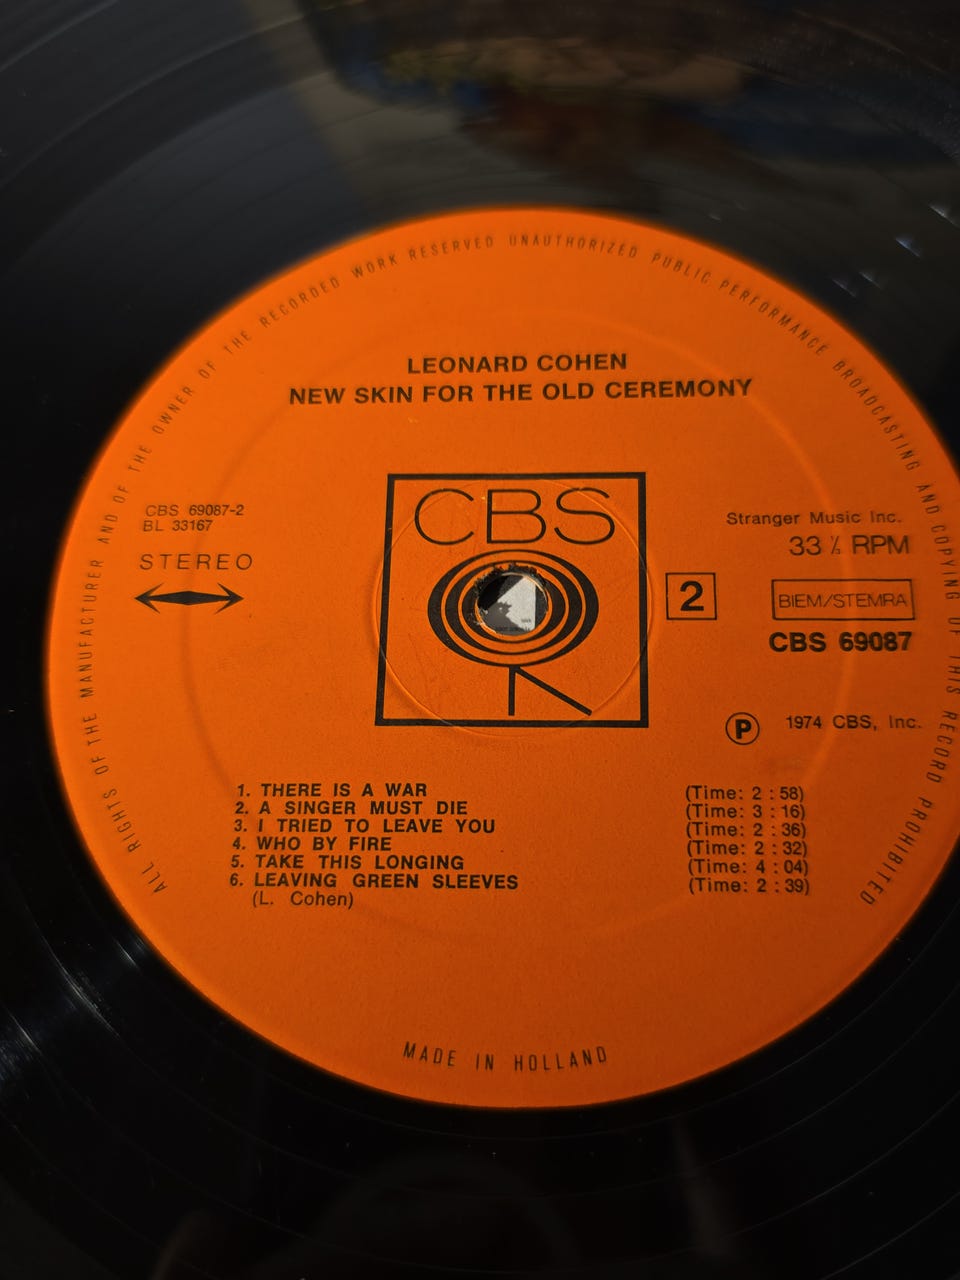 ALL RIGHTS OF THE MANUFACTURER AND OF THE OWNER OF THE RECORDED WORK RESERVED UNAUTHORIZED PUBLIC PERFORMANCE BROADCASTING AND COPYING OF THIS RECORD PROHIBITED
LEONARD COHEN
NEW SKIN FOR THE OLD CEREMONY
CBS
CBS 69087-2
BL 33167
STEREO
Stranger Music Inc.
33 ⅓ RPM
2
BIEM/STEMRA
CBS 69087
Ⓟ 1974 CBS, Inc.
1. THERE IS A WAR (Time: 2 : 58)
2. A SINGER MUST DIE (Time: 3 : 16)
3. I TRIED TO LEAVE YOU (Time: 2 : 36)
4. WHO BY FIRE (Time: 2 : 32)
5. TAKE THIS LONGING (Time: 4 : 04)
6. LEAVING GREEN SLEEVES (Time: 2 : 39)
(L. Cohen)
MADE IN HOLLAND